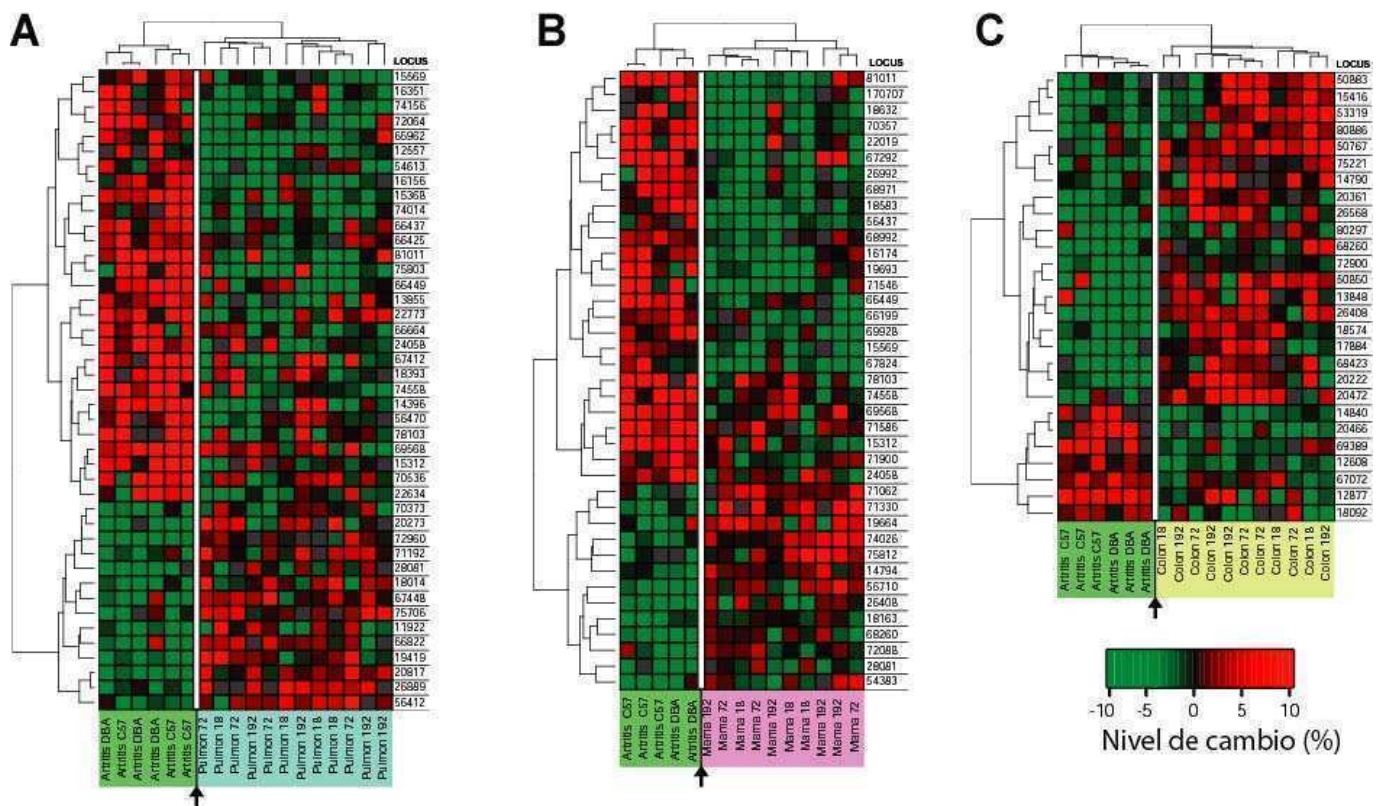 A
LOCUS
15569
16351
74156
72064
66962
12557
54613
16156
15368
74014
66437
66425
81011
75803
66449
13855
22773
66664
24058
67412
18393
74558
14396
56470
78103
69568
15312
70536
22634
70373
20273
72960
71192
28081
18014
67448
75706
11922
66822
19419
20817
26889
56412
Artritis DBA
Artritis C57
Artritis DBA
Artritis DBA
Artritis C57
Artritis C57
Pulmon 72
Pulmon 18
Pulmon 72
Pulmon 192
Pulmon 72
Pulmon 18
Pulmon 192
Pulmon 18
Pulmon 18
Pulmon 72
Pulmon 192
Pulmon 192
B
LOCUS
81011
170707
18632
70357
22019
67292
26992
68971
18583
56437
68992
16174
19693
71546
66449
66199
69928
15569
67824
78103
74558
69568
71586
15312
71900
24058
71062
71330
19664
74026
75812
14794
56710
26408
18163
68260
72088
28081
54383
Artritis C57
Artritis C57
Artritis C57
Artritis DBA
Artritis DBA
Mama 192
Mama 72
Mama 18
Mama 72
Mama 192
Mama 18
Mama 18
Mama 192
Mama 192
Mama 72
C
LOCUS
50883
15416
53319
80886
50767
75221
14790
20361
26568
80297
68260
72900
50850
13848
26408
18574
17884
68423
20222
20472
14840
20466
69389
12608
67072
12877
18092
Artritis C57
Artritis C57
Artritis C57
Artritis DBA
Artritis DBA
Artritis DBA
Colon 18
Colon 192
Colon 72
Colon 192
Colon 192
Colon 72
Colon 72
Colon 18
Colon 72
Colon 18
Colon 192
-10 -5 0 5 10
Nivel de cambio (%)